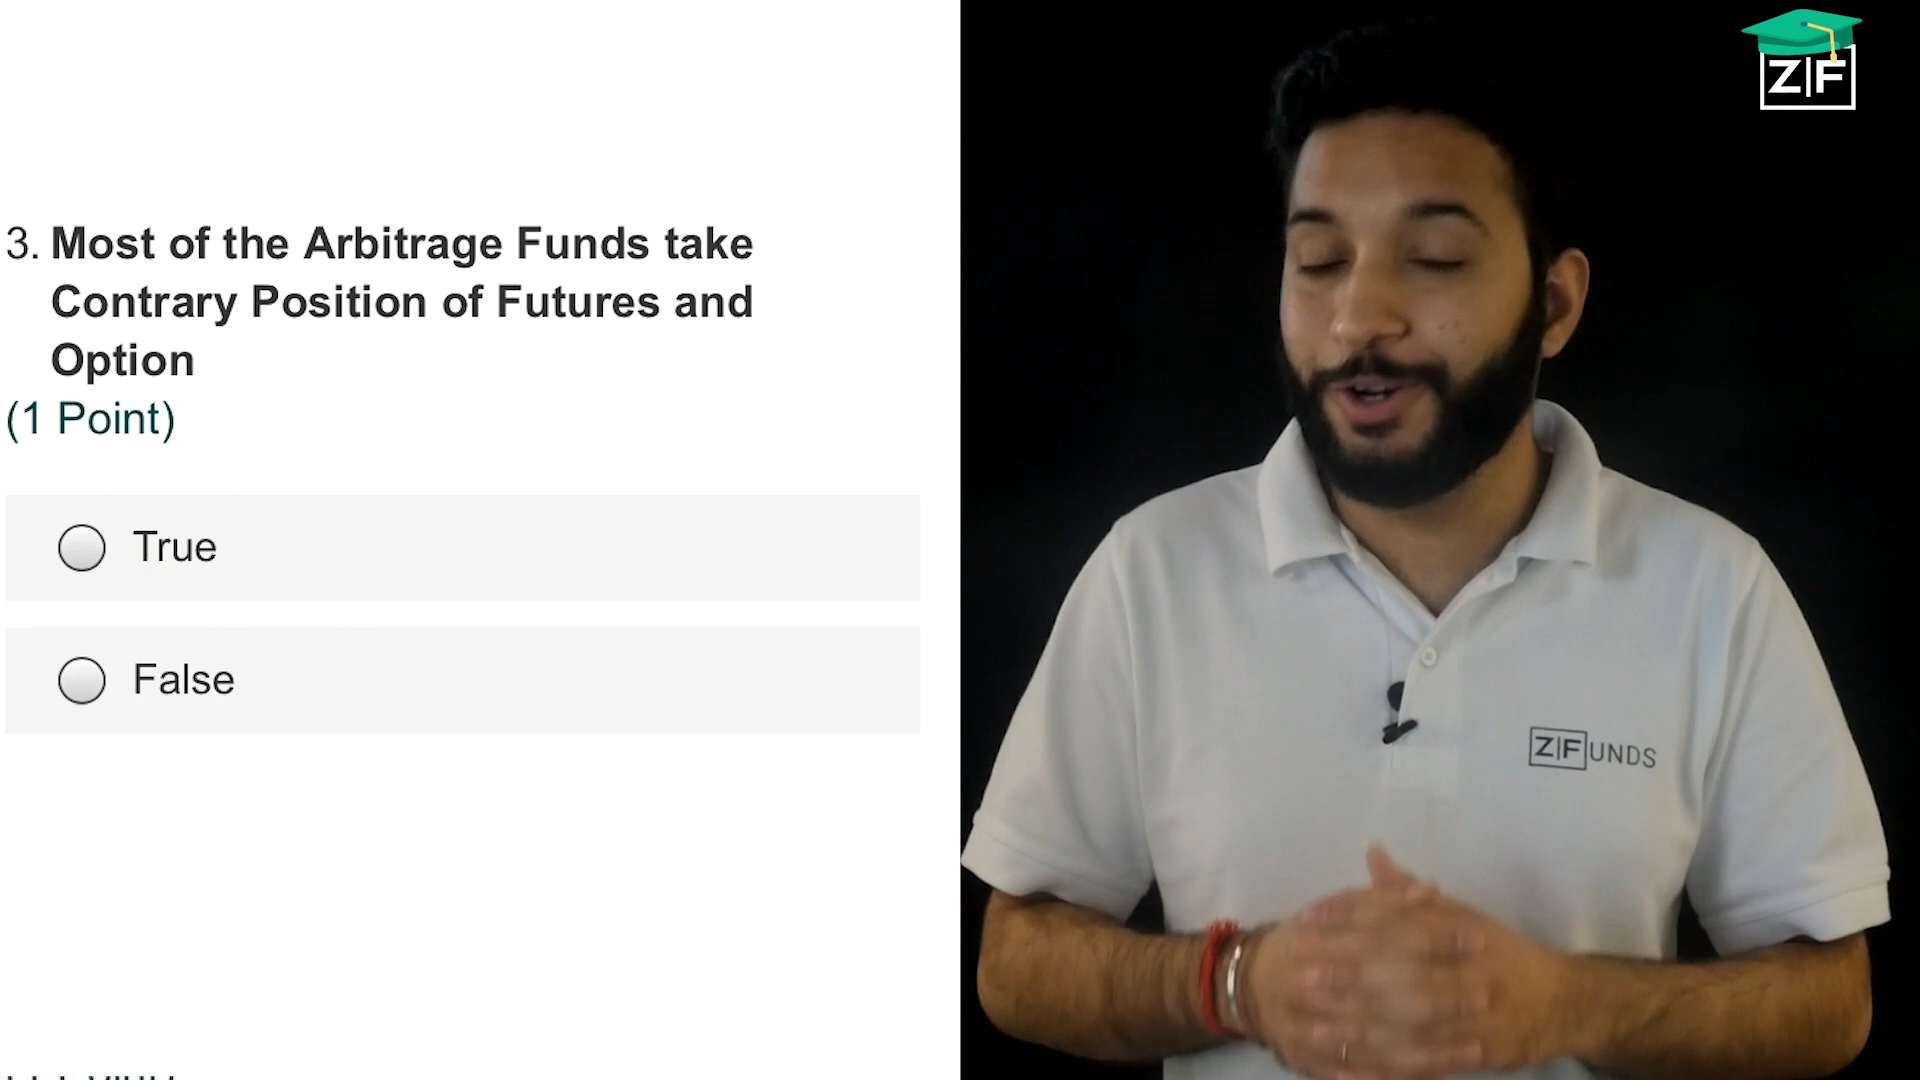 Z|F
3. Most of the Arbitrage Funds take
Contrary Position of Futures and
Option
(1 Point)
True
False
Z|FUNDS